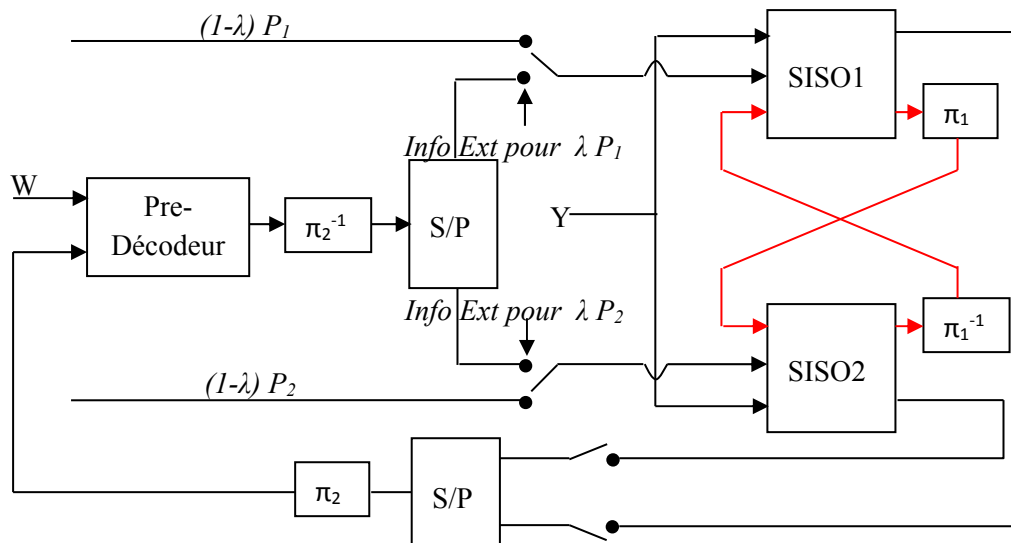 (1-λ) P₁
SISO1
π₁
Info Ext pour λ P₁
W
Pre-
Décodeur
π₂⁻¹
S/P
Y
Info Ext pour λ P₂
π₁⁻¹
SISO2
(1-λ) P₂
π₂
S/P